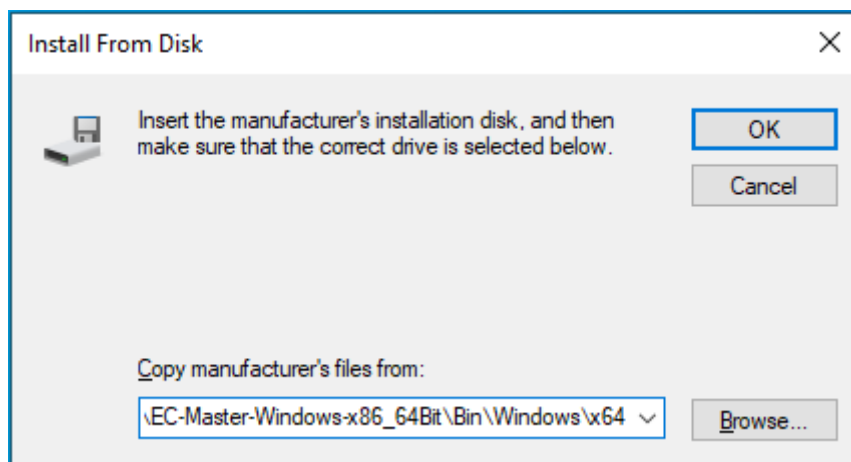 Install From Disk
Insert the manufacturer's installation disk, and then
make sure that the correct drive is selected below.
OK
Cancel
Copy manufacturer's files from:
\EC-Master-Windows-x86_64Bit\Bin\Windows\x64
Browse...